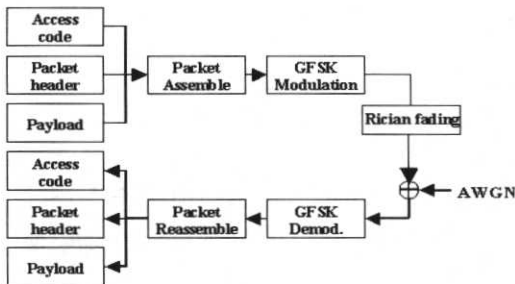 Access
code
Packet
header
Payload
Packet
Assemble
GFSK
Modulation
Rician fading
AWGN
GFSK
Demod.
Packet
Reassemble
Access
code
Packet
header
Payload